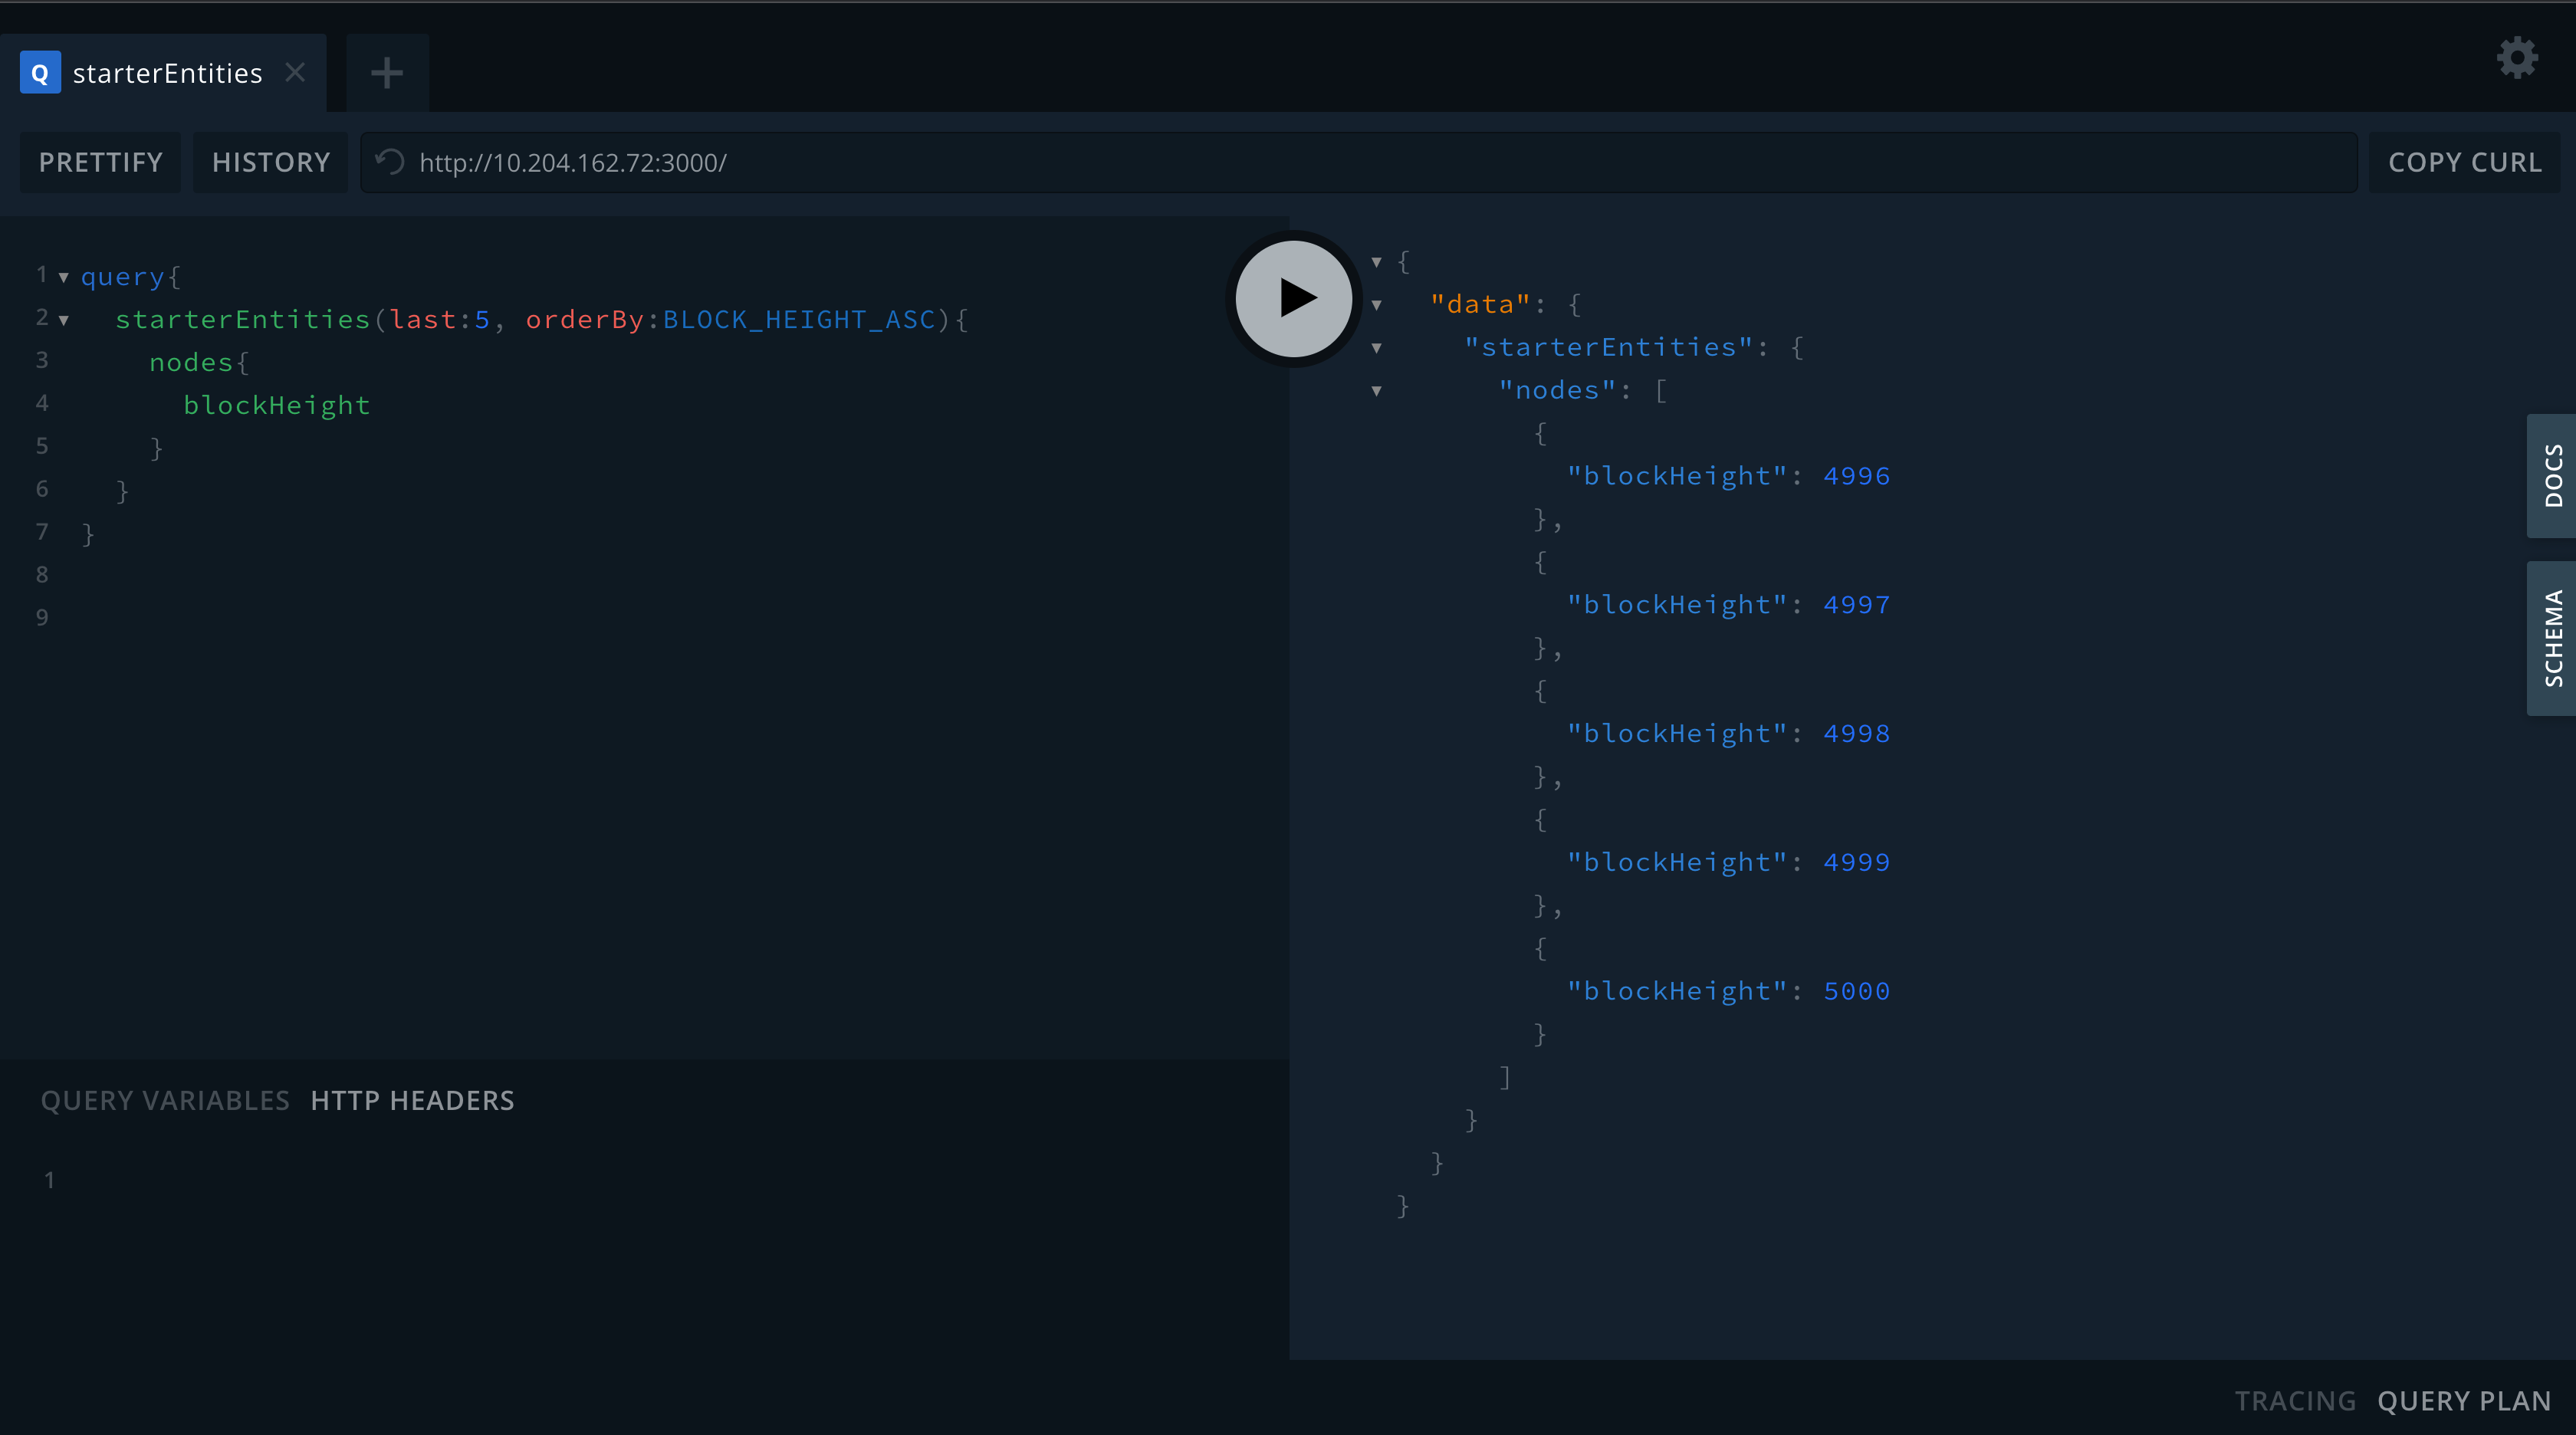 Q starterEntities
PRETTIFY HISTORY http://10.204.162.72:3000/ COPY CURL
1 query{
2 starterEntities(last:5, orderBy:BLOCK_HEIGHT_ASC){
3 nodes{
4 blockHeight
5 }
6 }
7 }
8
9
QUERY VARIABLES HTTP HEADERS
1
{
"data": {
"starterEntities": {
"nodes": [
{
"blockHeight": 4996
},
{
"blockHeight": 4997
},
{
"blockHeight": 4998
},
{
"blockHeight": 4999
},
{
"blockHeight": 5000
}
]
}
}
}
DOCS
SCHEMA
TRACING QUERY PLAN